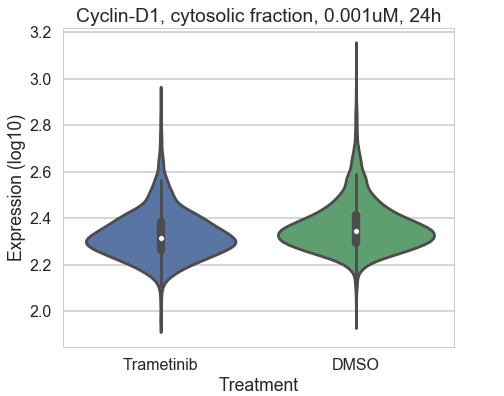 Cyclin-D1, cytosolic fraction, 0.001uM, 24h
3.2
3.0
2.8
2.6
2.4
2.2
2.0
Expression (log10)
Trametinib DMSO
Treatment